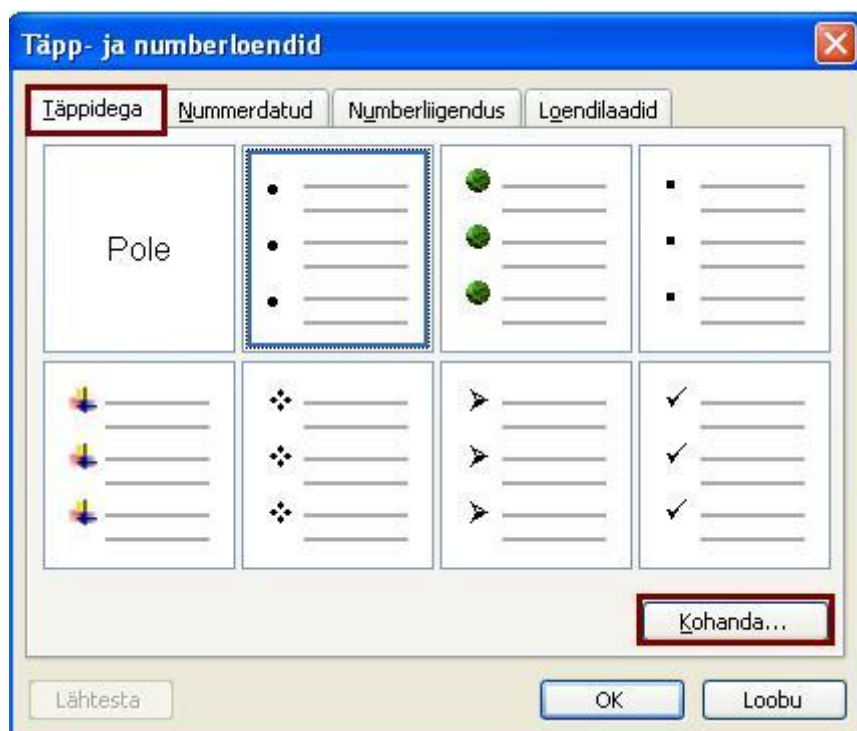 Täpp- ja numberloendid
Täppidega Nummerdatud Numberliigendus Loendilaadid
Pole
Kohanda...
Lähtesta OK Loobu